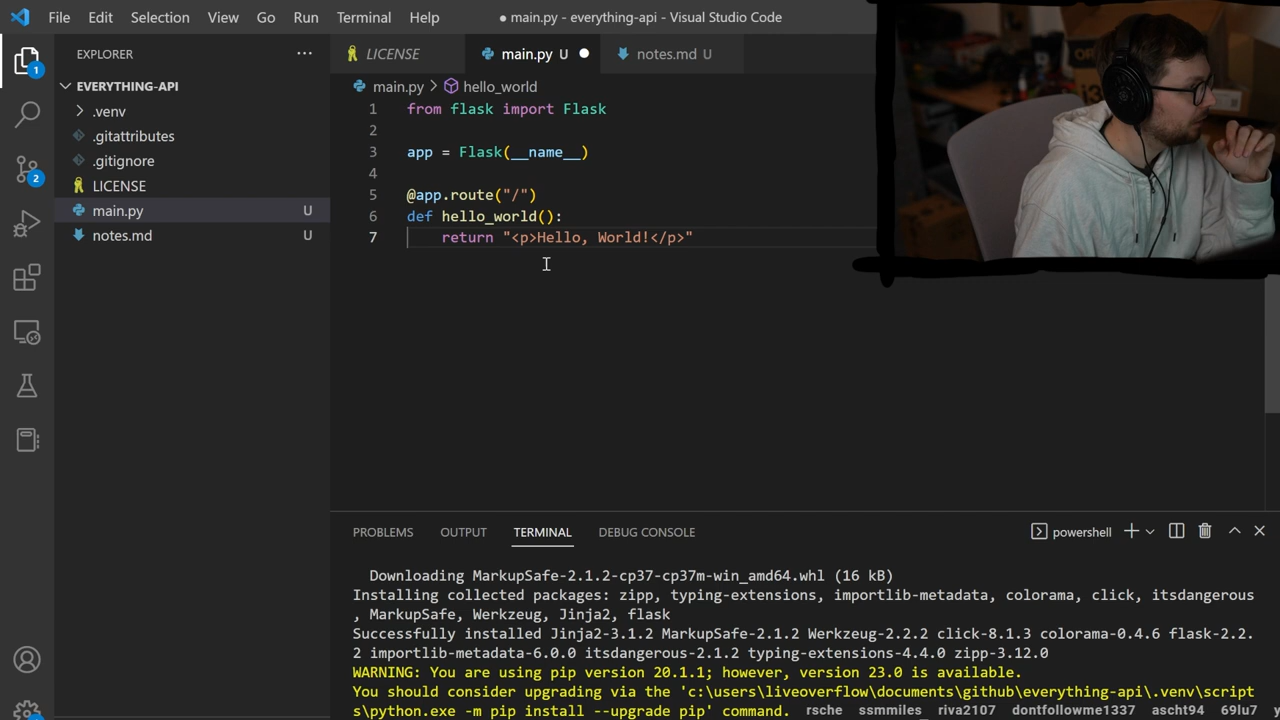 File Edit Selection View Go Run Terminal Help ● main.py - everything-api - Visual Studio Code
EXPLORER ···
LICENSE main.py U ● notes.md U
1
EVERYTHING-API
main.py > hello_world
.venv
1 from flask import Flask
.gitattributes
2
.gitignore
3 app = Flask(__name__)
2
LICENSE
4
5 @app.route("/")
main.py U
6 def hello_world():
notes.md U
7 return "<p>Hello, World!</p>"
PROBLEMS OUTPUT TERMINAL DEBUG CONSOLE powershell
Downloading MarkupSafe-2.1.2-cp37-cp37m-win_amd64.whl (16 kB)
Installing collected packages: zipp, typing-extensions, importlib-metadata, colorama, click, itsdangerous
, MarkupSafe, Werkzeug, Jinja2, flask
Successfully installed Jinja2-3.1.2 MarkupSafe-2.1.2 Werkzeug-2.2.2 click-8.1.3 colorama-0.4.6 flask-2.2.
2 importlib-metadata-6.0.0 itsdangerous-2.1.2 typing-extensions-4.4.0 zipp-3.12.0
WARNING: You are using pip version 20.1.1; however, version 23.0 is available.
You should consider upgrading via the 'c:\users\liveoverflow\documents\github\everything-api\.venv\script
s\python.exe -m pip install --upgrade pip' command.
rsche ssmmiles riva2107 dontfollowme1337 ascht94 69lu7